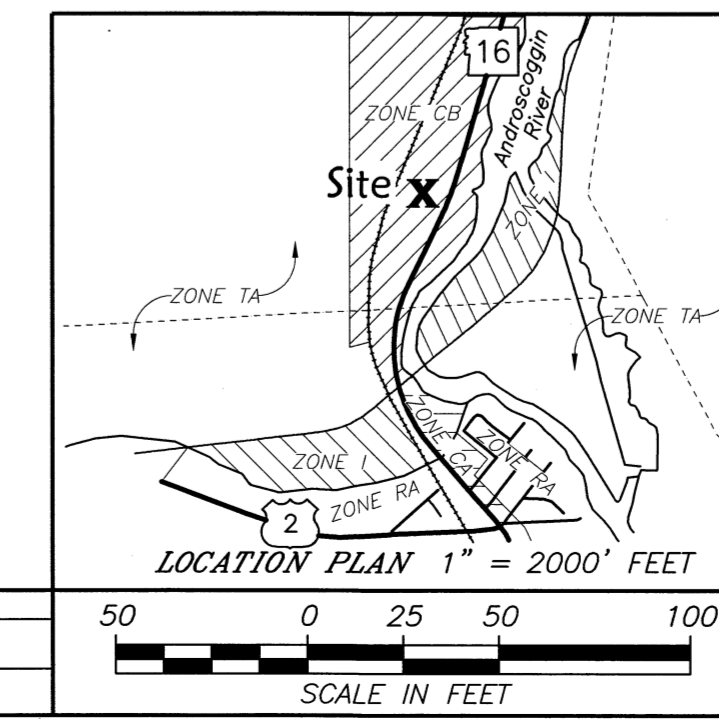 16
Androscoggin
River
ZONE CB
Site X
ZONE I
ZONE TA
ZONE TA
ZONE CA
ZONE I
ZONE RA
ZONE RA
2
LOCATION PLAN 1" = 2000' FEET
50 0 25 50 100
SCALE IN FEET